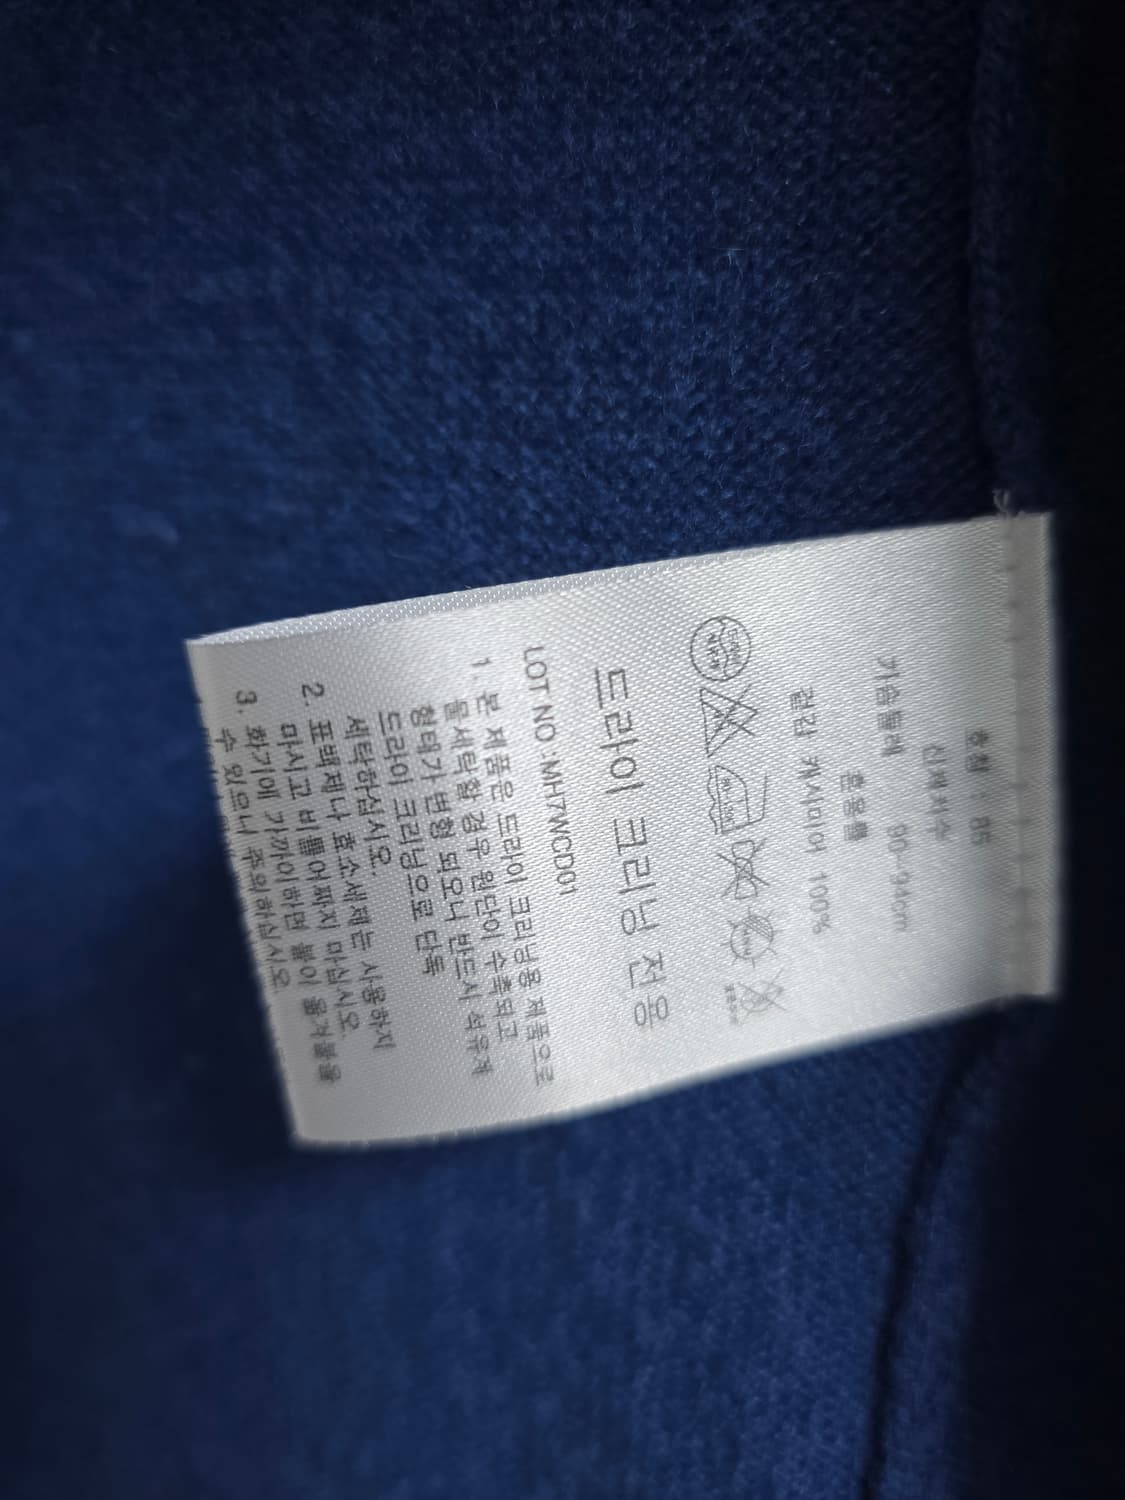 호칭 : 85
신체치수
가슴둘레 90~94cm
혼용률
겉감 캐시미어 100%
드라이 크리닝 전용
LOT NO : MH7WCD01
1. 본 제품은 드라이 크리닝용 제품으로
물세탁할 경우 원단이 수축되고
형태가 변형 되오니 반드시 석유계
드라이 크리닝으로 단독
세탁하십시오.
2. 표백제나 효소세제는 사용하지
마시고 비틀어짜지 마십시오.
3. 화기에 가까이하면 불이 옮겨붙을
수 있으니 주의하십시오.